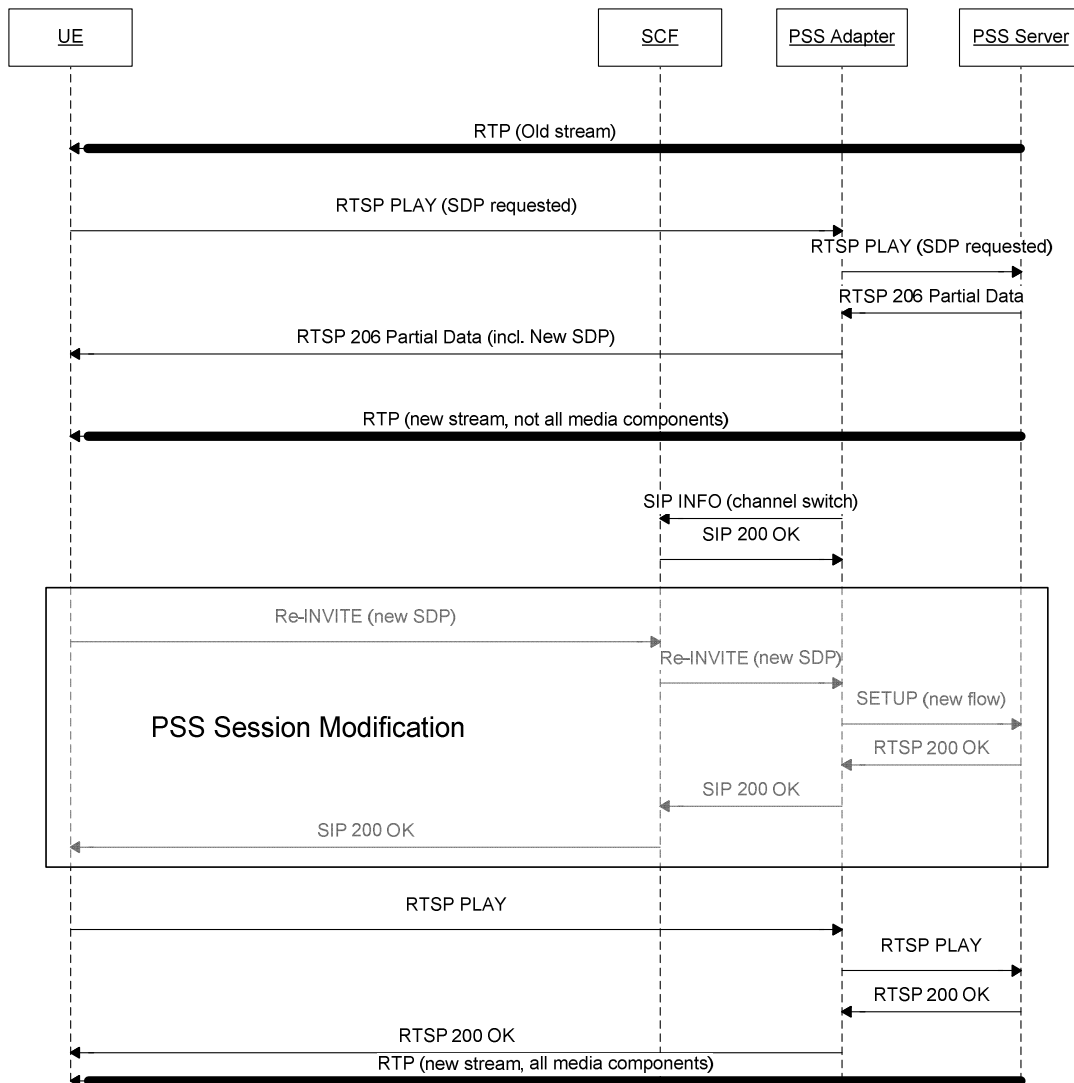 UE
SCF
PSS Adapter
PSS Server
RTP (Old stream)
RTSP PLAY (SDP requested)
RTSP PLAY (SDP requested)
RTSP 206 Partial Data
RTSP 206 Partial Data (incl. New SDP)
RTP (new stream, not all media components)
SIP INFO (channel switch)
SIP 200 OK
Re-INVITE (new SDP)
Re-INVITE (new SDP)
SETUP (new flow)
PSS Session Modification
RTSP 200 OK
SIP 200 OK
SIP 200 OK
RTSP PLAY
RTSP PLAY
RTSP 200 OK
RTSP 200 OK
RTP (new stream, all media components)